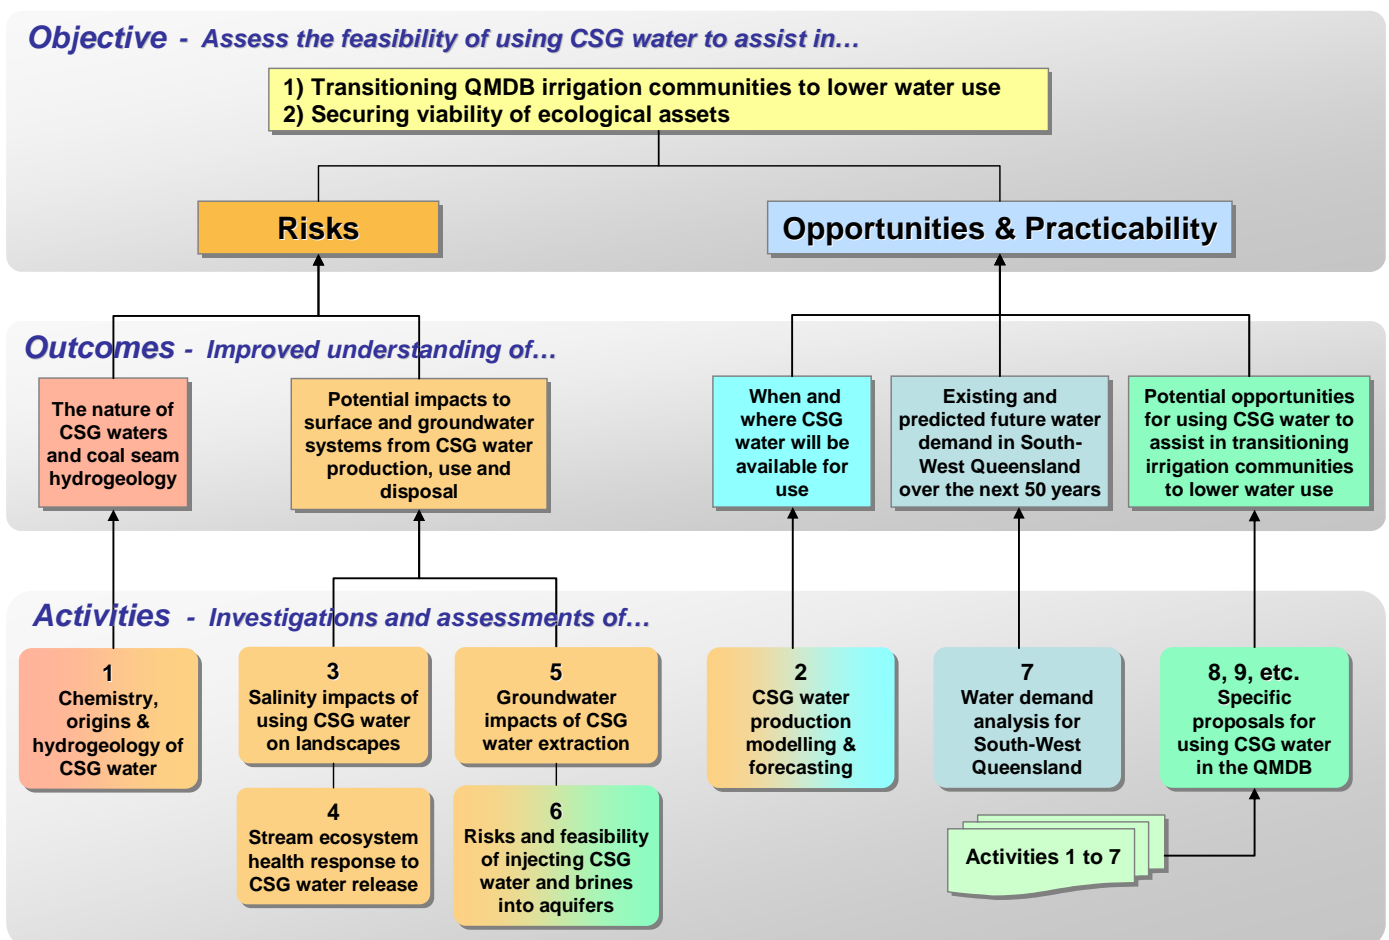 Objective - Assess the feasibility of using CSG water to assist in…
1) Transitioning QMDB irrigation communities to lower water use
2) Securing viability of ecological assets
Risks
Opportunities & Practicability
Outcomes - Improved understanding of…
The nature of
CSG waters
and coal seam
hydrogeology
Potential impacts to
surface and groundwater
systems from CSG water
production, use and
disposal
When and
where CSG
water will be
available for
use
Existing and
predicted future water
demand in South-
West Queensland
over the next 50 years
Potential opportunities
for using CSG water to
assist in transitioning
irrigation communities
to lower water use
Activities - Investigations and assessments of…
1
Chemistry,
origins &
hydrogeology of
CSG water
3
Salinity impacts of
using CSG water
on landscapes
5
Groundwater
impacts of CSG
water extraction
2
CSG water
production
modelling &
forecasting
7
Water demand
analysis for
South-West
Queensland
8, 9, etc.
Specific
proposals for
using CSG water
in the QMDB
4
Stream ecosystem
health response to
CSG water release
6
Risks and feasibility
of injecting CSG
water and brines
into aquifers
Activities 1 to 7